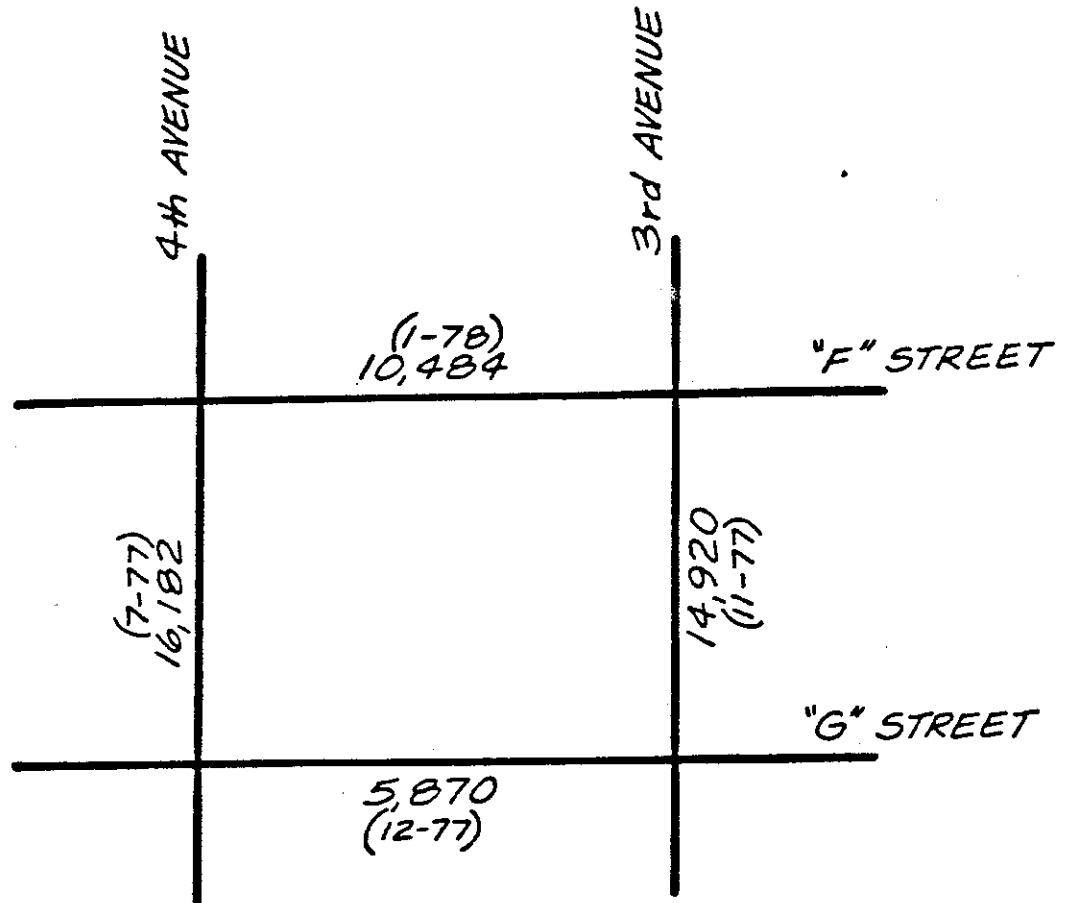 4th AVENUE
3rd AVENUE
(1-78)
10,484
"F" STREET
(7-77)
16,182
14,920
(11-77)
"G" STREET
5,870
(12-77)